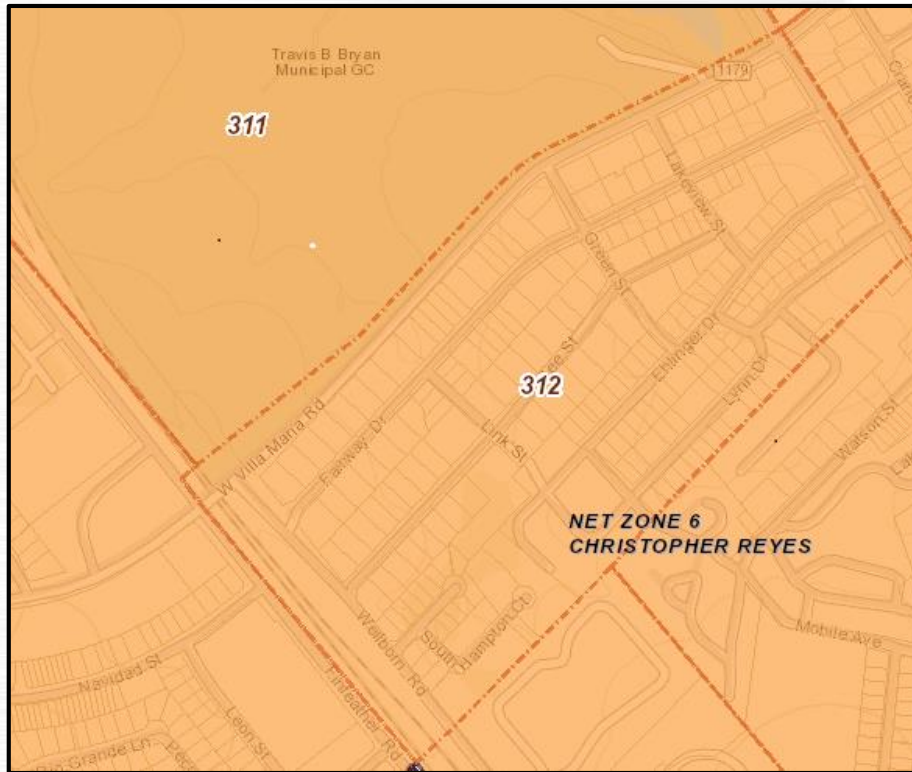 Travis B Bryan
Municipal GC
1179
311
Lakeview St
Green St
312
Ehlinger Dr
Lynn Dr
W Villa Maria Rd
Fairway Dr
Link St
Watson St
NET ZONE 6
CHRISTOPHER REYES
Wellborn Rd
South Hampton Ct
Mobile Ave
Navidad St
Leon St
Finfeather Rd
Rio Grande Ln